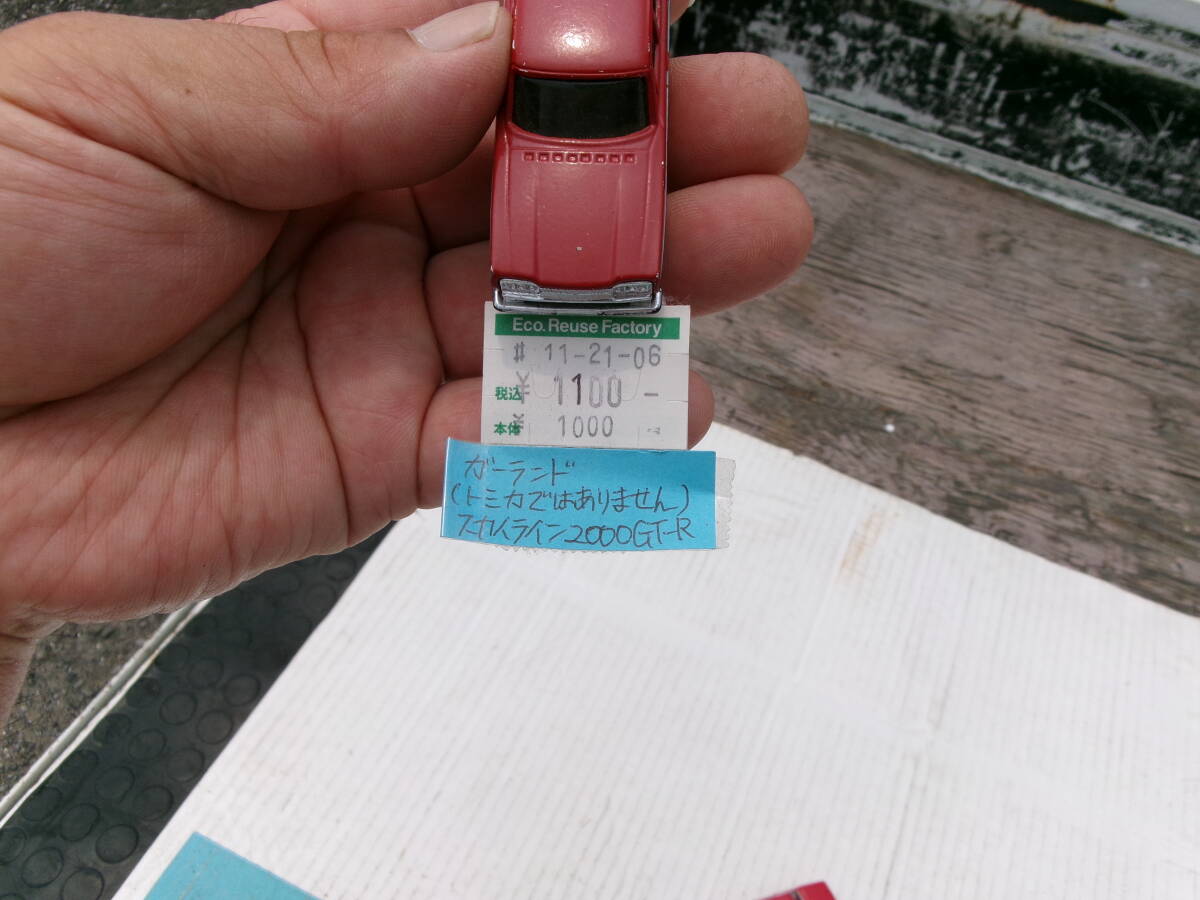 Eco. Reuse Factory
# 11-21-06
税込 ¥ 1100 -
本体 ¥ 1000 -
ガーランド
(トミカではありません)
スカイライン2000GT-R